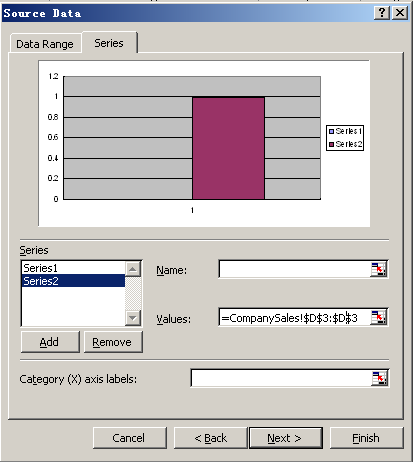 Source Data
Data Range Series
1.2
1
0.8
0.6
0.4
0.2
0
1
Series1
Series2
Series
Series1
Series2
Name:
Values: =CompanySales!$D$3:$D$3
Add Remove
Category (X) axis labels:
Cancel < Back Next > Finish